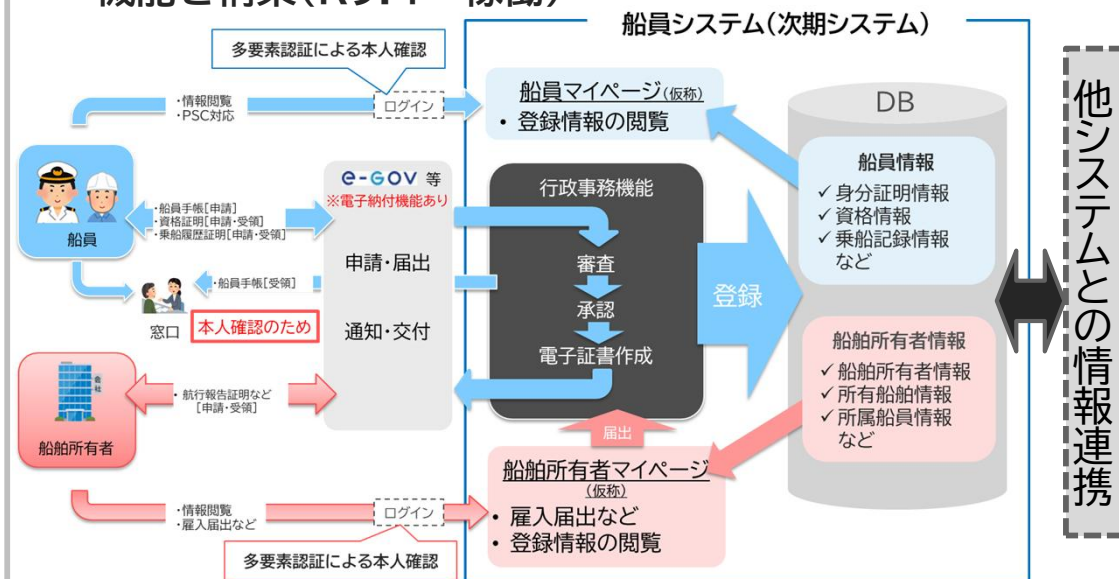 船員システム(次期システム)
多要素認証による本人確認
・情報閲覧
・PSC対応
ログイン
船員マイページ(仮称)
・ 登録情報の閲覧
DB
船員情報
✓ 身分証明情報
✓ 資格情報
✓ 乗船記録情報
など
船員
・船員手帳[申請]
・資格証明[申請・受領]
・乗船履歴証明[申請・受領]
e-GOV 等
※電子納付機能あり
申請・届出
通知・交付
行政事務機能
審査
承認
電子証書作成
登録
・船員手帳[受領]
窓口
本人確認のため
会社
船舶所有者
・航行報告証明など
[申請・受領]
届出
船舶所有者情報
✓ 船舶所有者情報
✓ 所有船舶情報
✓ 所属船員情報
など
船舶所有者マイページ
(仮称)
・ 雇入届出など
・ 登録情報の閲覧
・情報閲覧
・雇入届出など
ログイン
多要素認証による本人確認
他システムとの情報連携